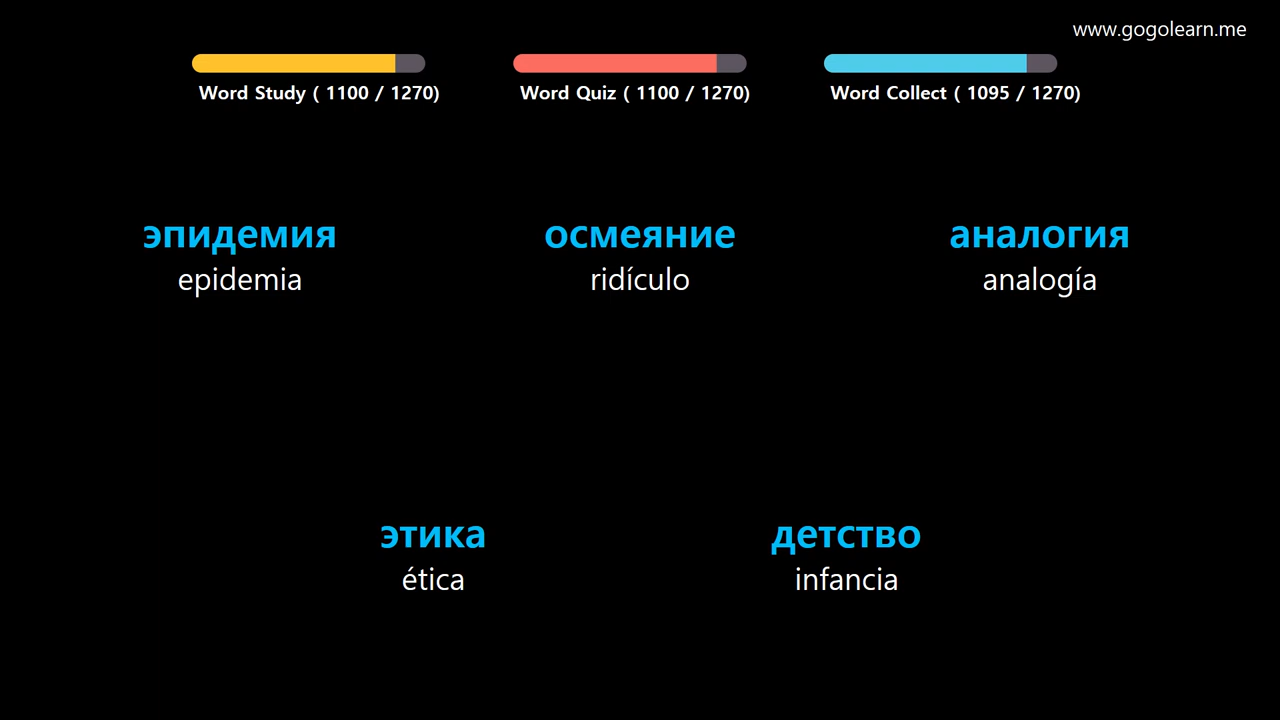 www.gogolearn.me
Word Study ( 1100 / 1270)
Word Quiz ( 1100 / 1270)
Word Collect ( 1095 / 1270)
эпидемия
epidemia
осмеяние
ridículo
аналогия
analogía
этика
ética
детство
infancia